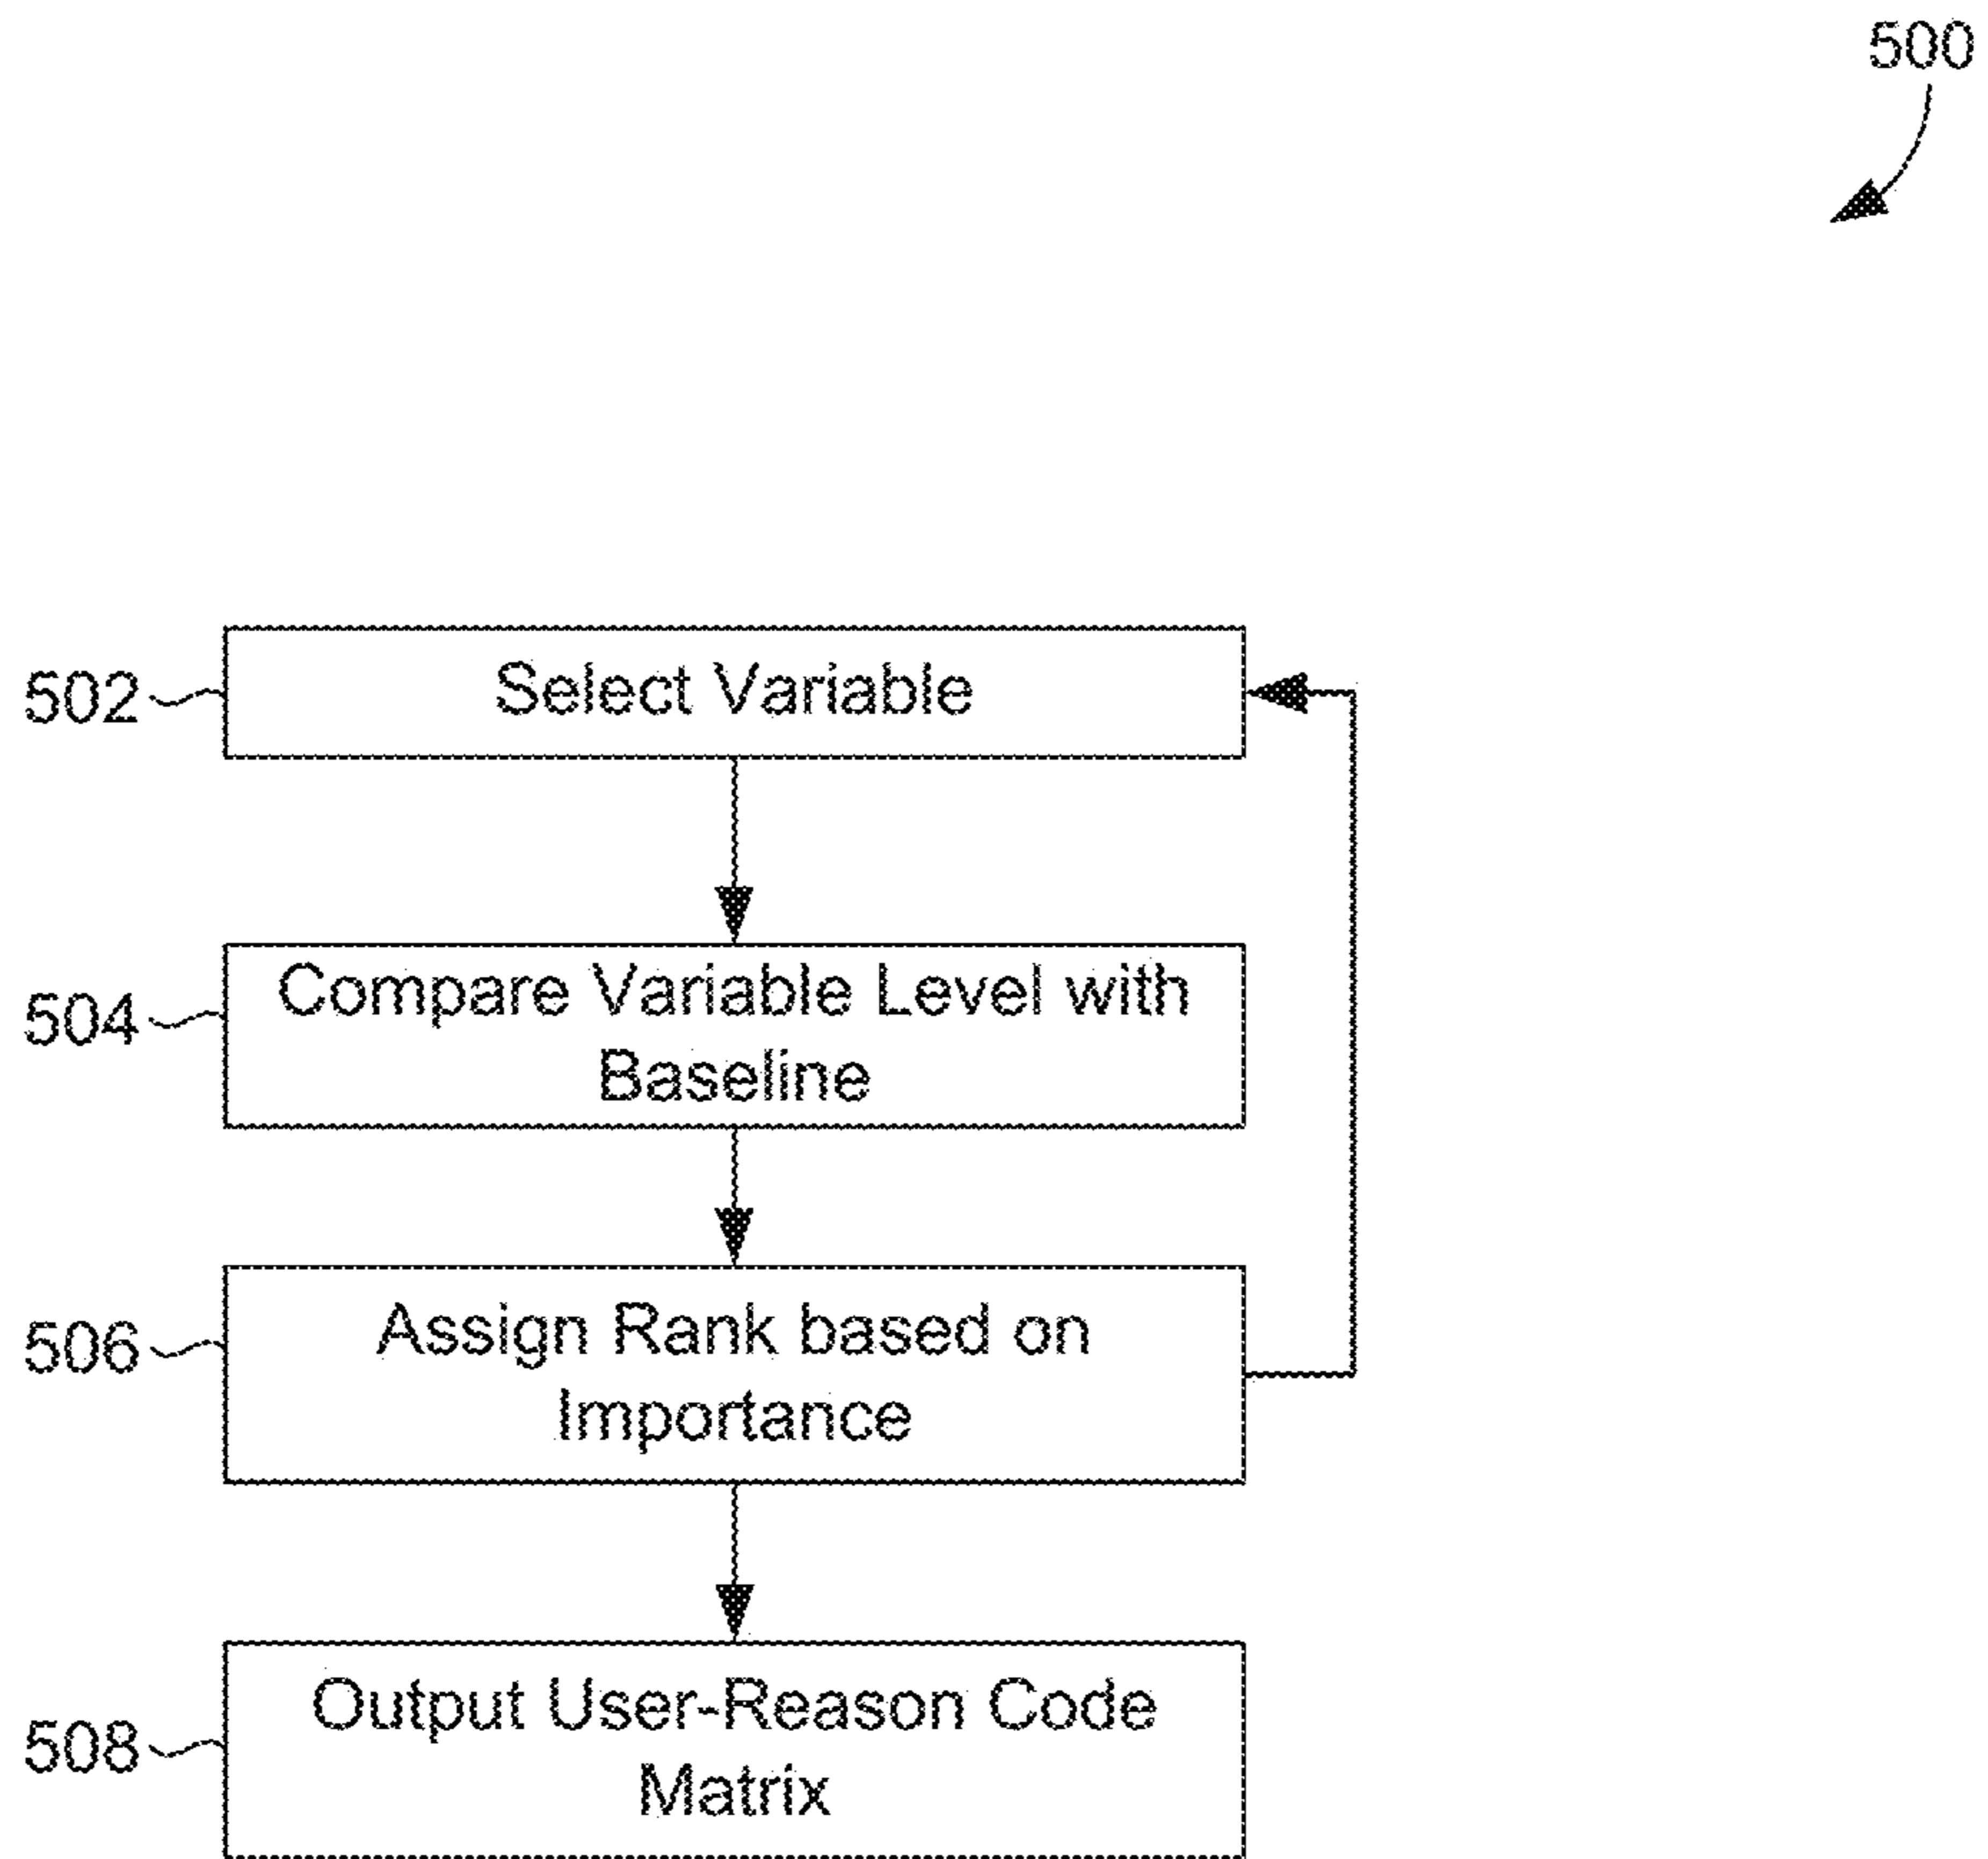 500
502
Select Variable
504
Compare Variable Level with
Baseline
506
Assign Rank based on
Importance
508
Output User-Reason Code
Matrix